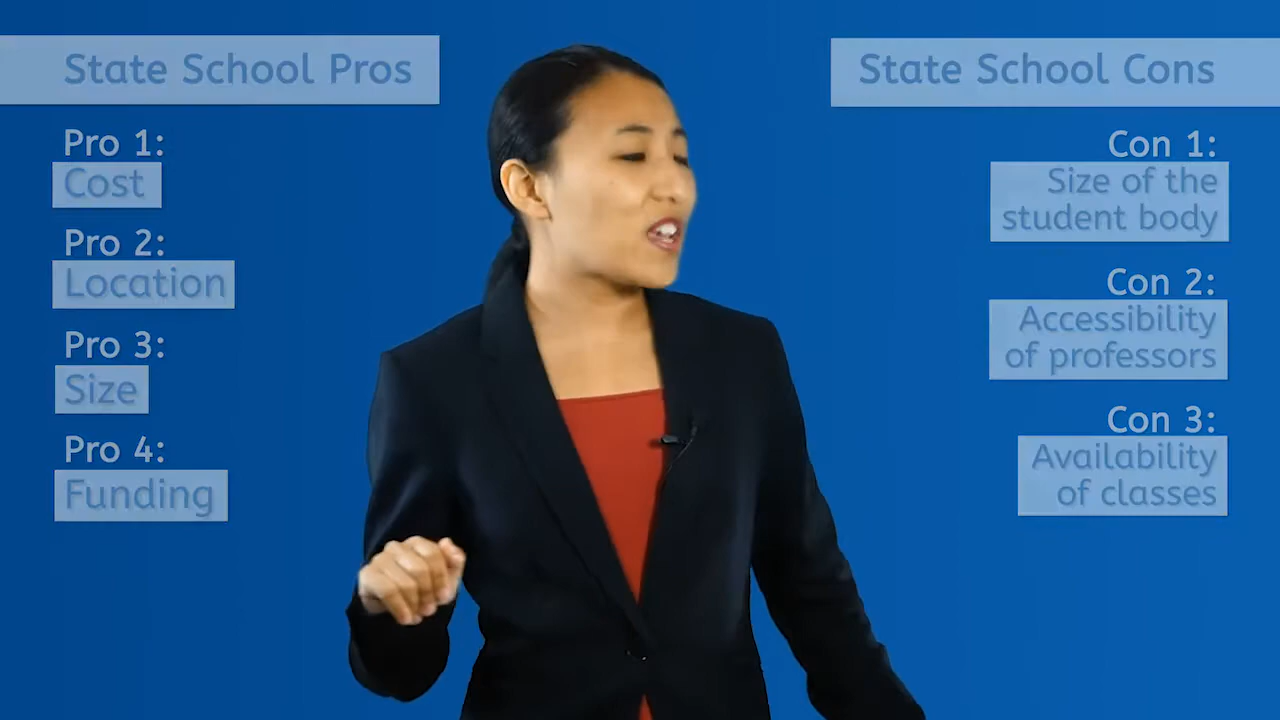 State School Pros
Pro 1:
Cost
Pro 2:
Location
Pro 3:
Size
Pro 4:
Funding
State School Cons
Con 1:
Size of the
student body
Con 2:
Accessibility
of professors
Con 3:
Availability
of classes